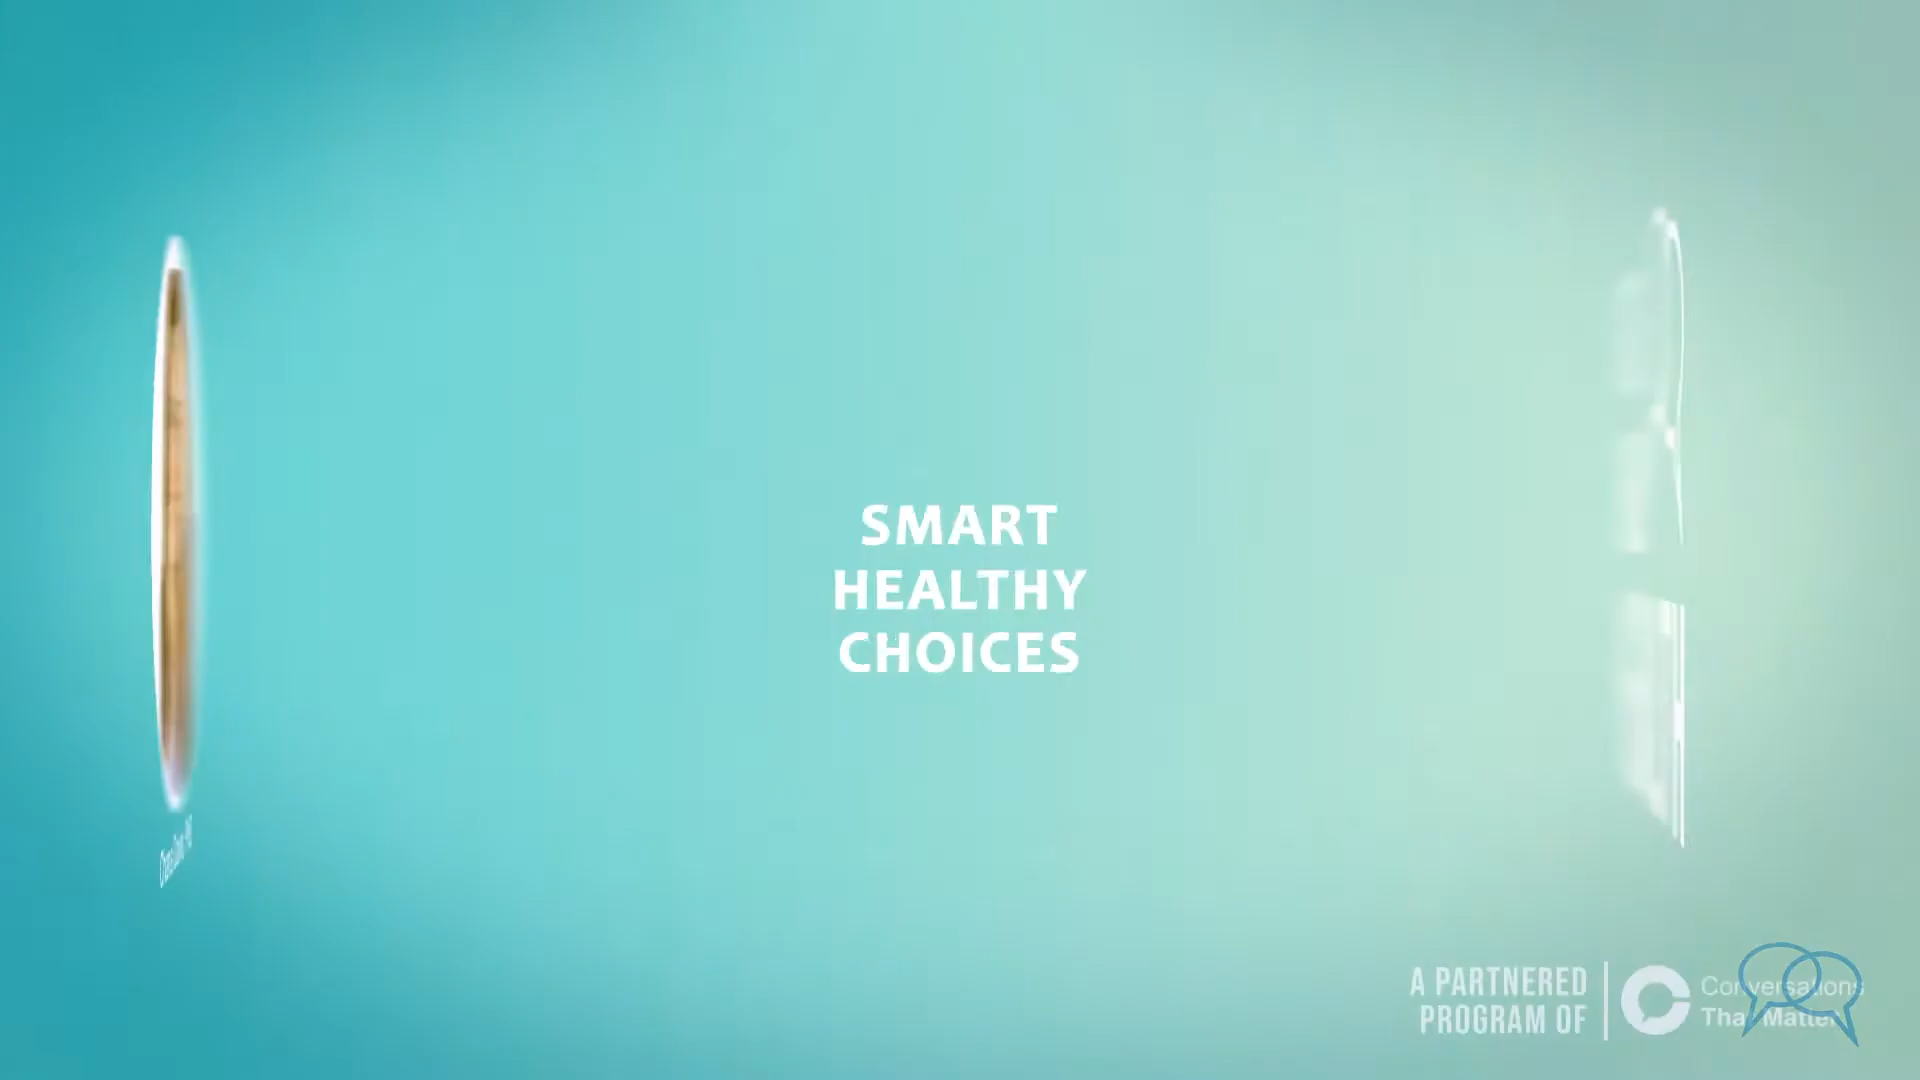 SMART
HEALTHY
CHOICES
A PARTNERED
PROGRAM OF
Conversations
That Matter